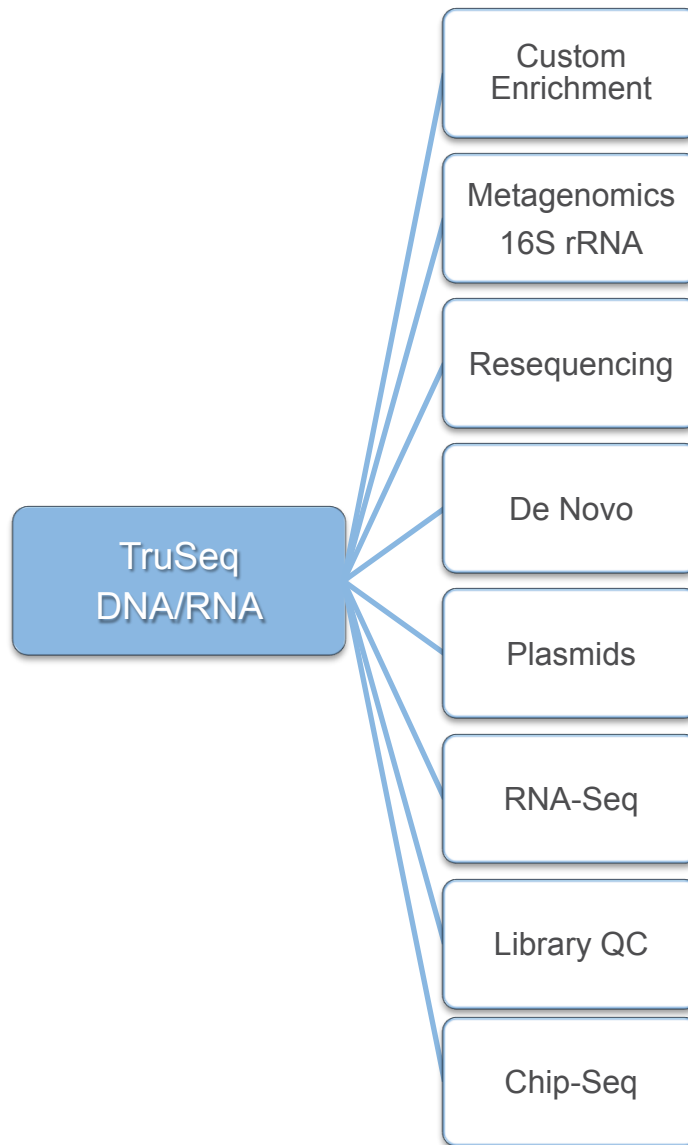 Custom
Enrichment
Metagenomics
16S rRNA
Resequencing
De Novo
TruSeq
DNA/RNA
Plasmids
RNA-Seq
Library QC
Chip-Seq